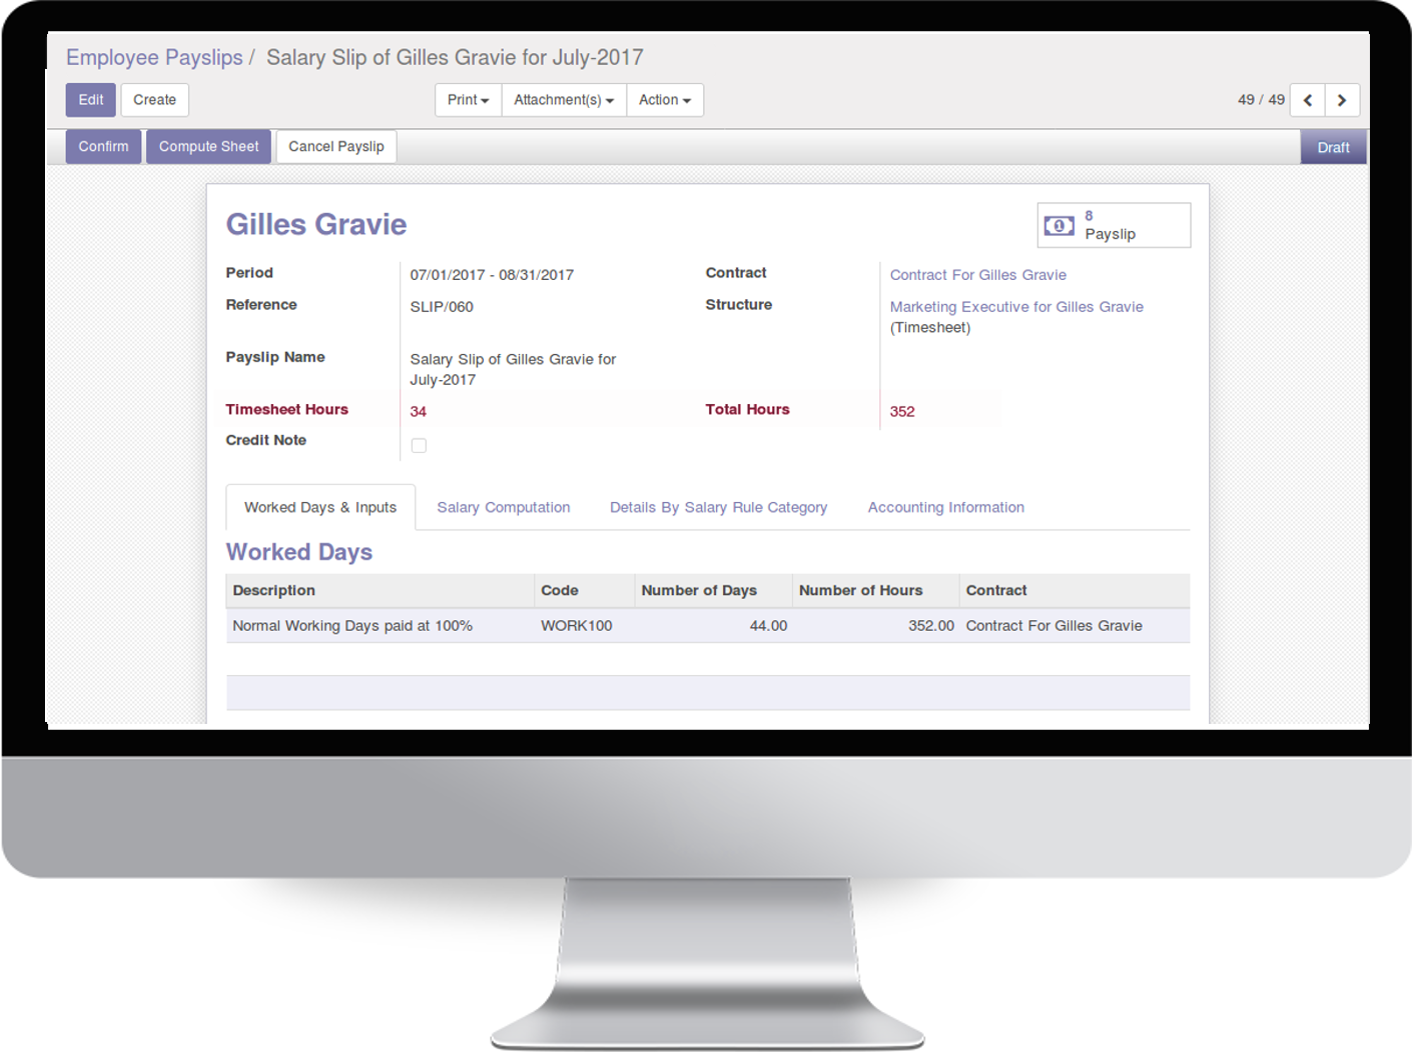 Employee Payslips / Salary Slip of Gilles Gravie for July-2017
Edit Create Print Attachment(s) Action 49 / 49
Confirm Compute Sheet Cancel Payslip Draft
Gilles Gravie
8
Payslip
Period 07/01/2017 - 08/31/2017 Contract Contract For Gilles Gravie
Reference SLIP/060 Structure Marketing Executive for Gilles Gravie
(Timesheet)
Payslip Name Salary Slip of Gilles Gravie for
July-2017
Timesheet Hours 34 Total Hours 352
Credit Note
Worked Days & Inputs Salary Computation Details By Salary Rule Category Accounting Information
Worked Days
Description Code Number of Days Number of Hours Contract
Normal Working Days paid at 100% WORK100 44.00 352.00 Contract For Gilles Gravie